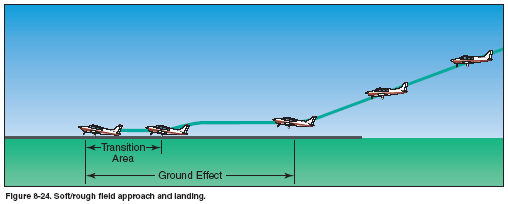 Transition
Area
Ground Effect
Figure 8-24. Soft/rough field approach and landing.